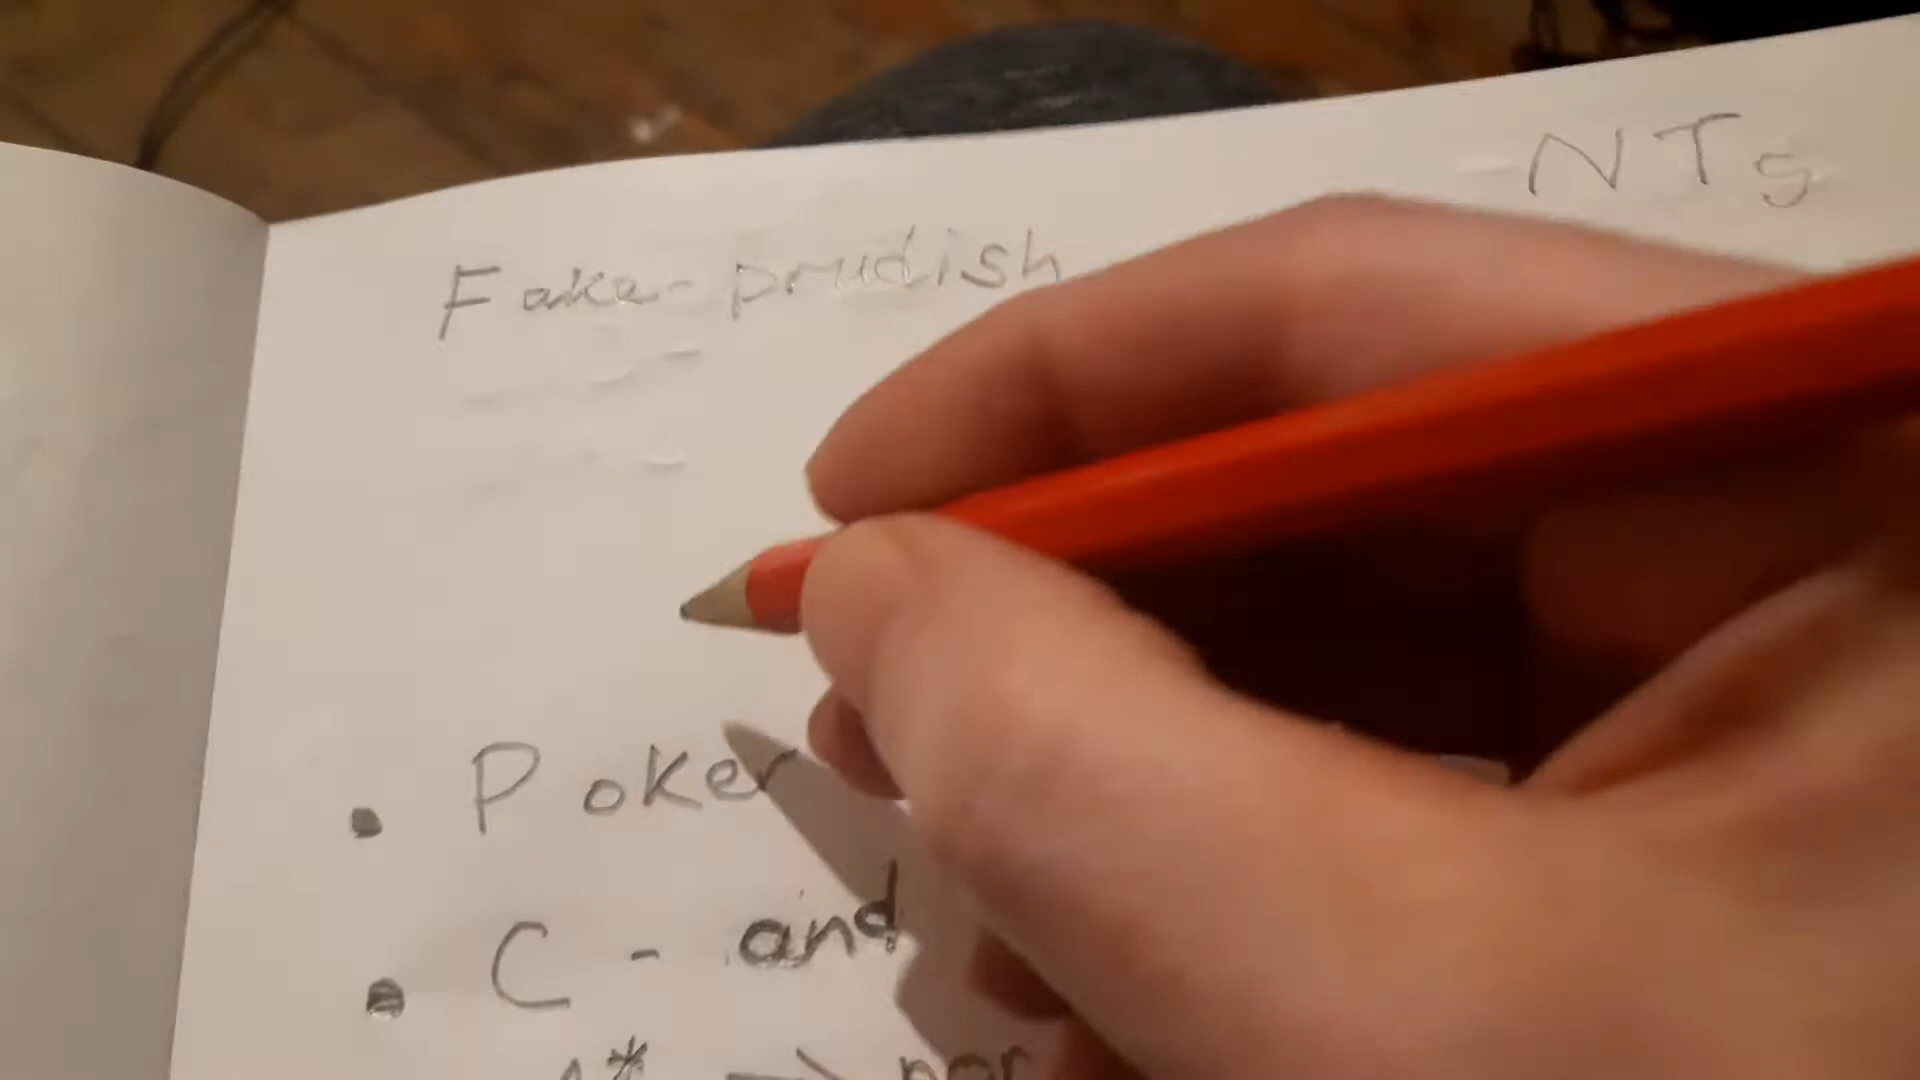 NTs
Fake-prudish
• Poker
• C - and